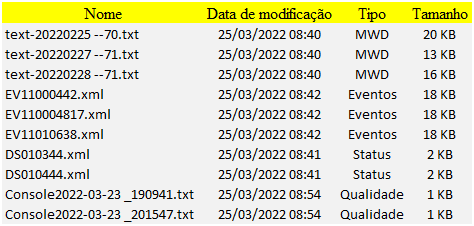 Nome Data de modificação Tipo Tamanho
text-20220225 --70.txt 25/03/2022 08:40 MWD 20 KB
text-20220227 --71.txt 25/03/2022 08:40 MWD 13 KB
text-20220228 --71.txt 25/03/2022 08:40 MWD 16 KB
EV11000442.xml 25/03/2022 08:42 Eventos 18 KB
EV110004817.xml 25/03/2022 08:42 Eventos 18 KB
EV11010638.xml 25/03/2022 08:42 Eventos 18 KB
DS010344.xml 25/03/2022 08:41 Status 2 KB
DS010444.xml 25/03/2022 08:41 Status 2 KB
Console2022-03-23 _190941.txt 25/03/2022 08:54 Qualidade 1 KB
Console2022-03-23 _201547.txt 25/03/2022 08:54 Qualidade 1 KB